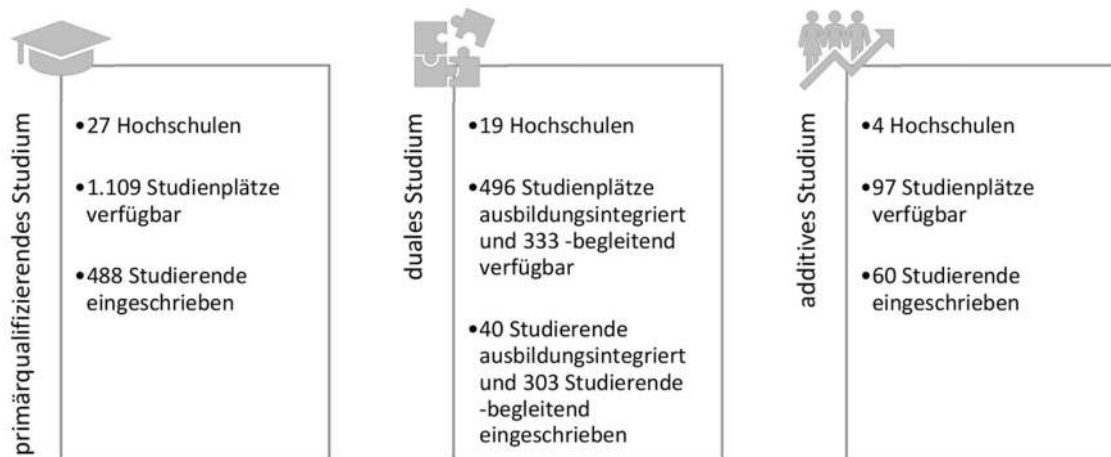 primärqualifizierendes Studium
•27 Hochschulen
•1.109 Studienplätze
verfügbar
•488 Studierende
eingeschrieben
duales Studium
•19 Hochschulen
•496 Studienplätze
ausbildungsintegriert
und 333 -begleitend
verfügbar
•40 Studierende
ausbildungsintegriert
und 303 Studierende
-begleitend
eingeschrieben
additives Studium
•4 Hochschulen
•97 Studienplätze
verfügbar
•60 Studierende
eingeschrieben